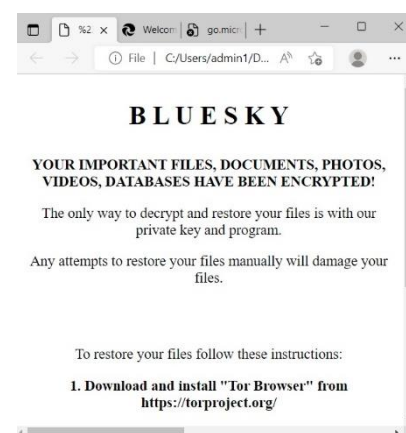 %2
Welcom
go.micr
File | C:/Users/admin1/D...
B L U E S K Y
YOUR IMPORTANT FILES, DOCUMENTS, PHOTOS,
VIDEOS, DATABASES HAVE BEEN ENCRYPTED!
The only way to decrypt and restore your files is with our
private key and program.
Any attempts to restore your files manually will damage your
files.
To restore your files follow these instructions:
1. Download and install "Tor Browser" from
https://torproject.org/